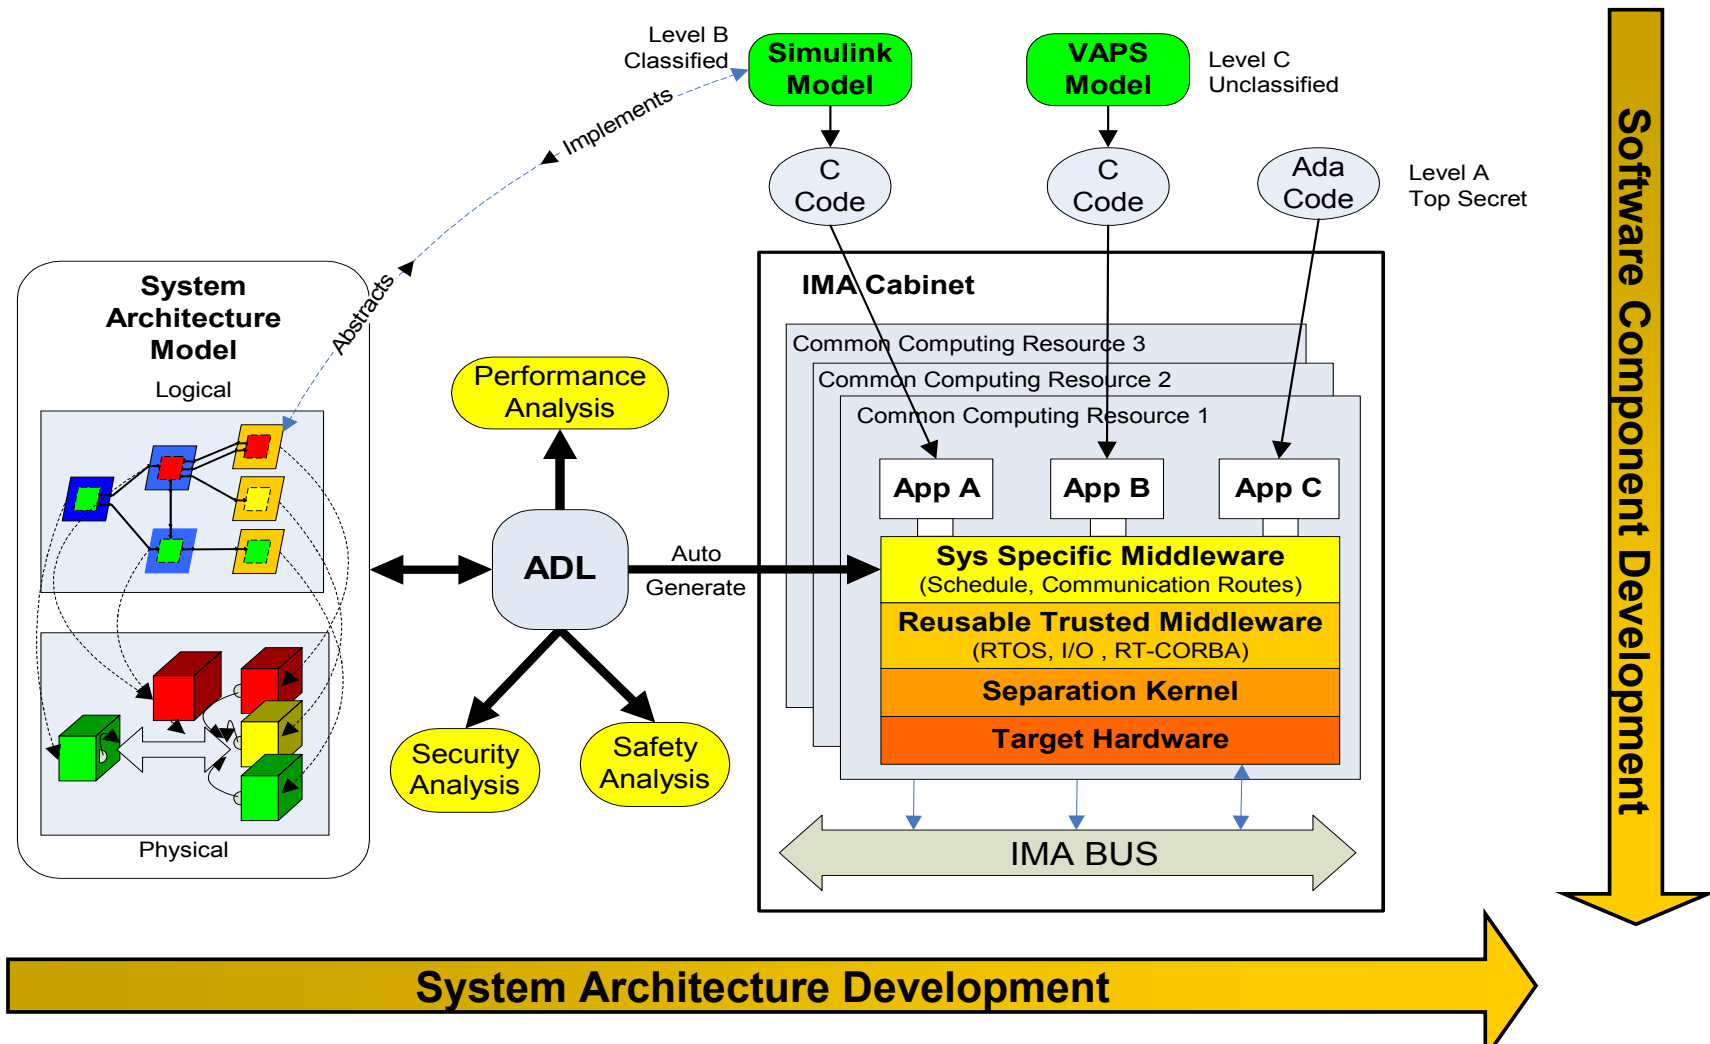 Level B
Classified
Simulink
Model
VAPS
Model
Level C
Unclassified
Implements
C
Code
C
Code
Ada
Code
Level A
Top Secret
Abstracts
System
Architecture
Model
Logical
Physical
Performance
Analysis
ADL
Auto
Generate
Security
Analysis
Safety
Analysis
IMA Cabinet
Common Computing Resource 3
Common Computing Resource 2
Common Computing Resource 1
App A
App B
App C
Sys Specific Middleware
(Schedule, Communication Routes)
Reusable Trusted Middleware
(RTOS, I/O , RT-CORBA)
Separation Kernel
Target Hardware
IMA BUS
Software Component Development
System Architecture Development